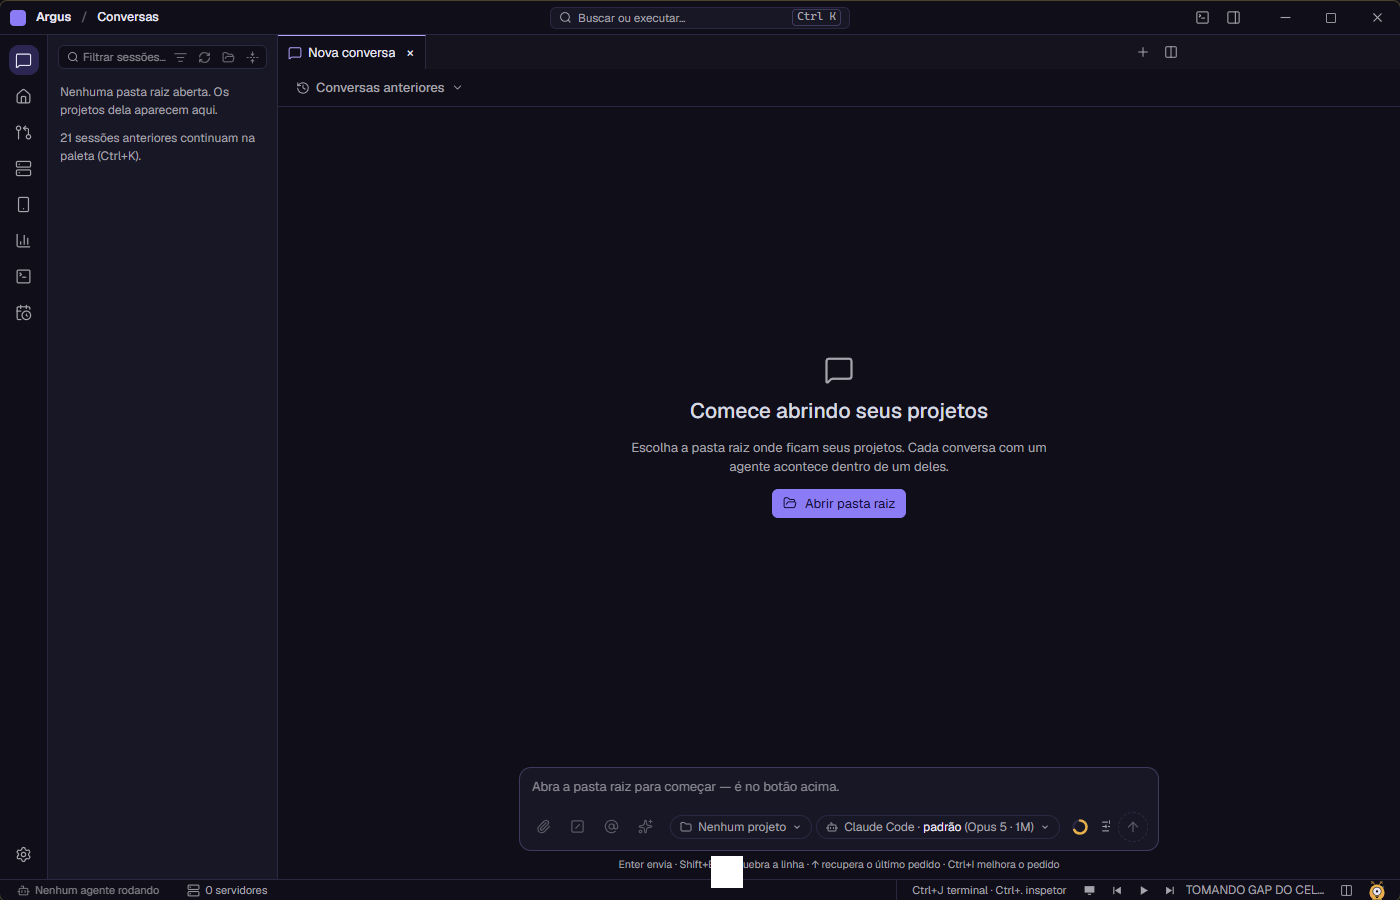 Argus / Conversas
Buscar ou executar... Ctrl K
Filtrar sessões...
Nenhuma pasta raiz aberta. Os
projetos dela aparecem aqui.
21 sessões anteriores continuam na
paleta (Ctrl+K).
Nova conversa
Conversas anteriores
Comece abrindo seus projetos
Escolha a pasta raiz onde ficam seus projetos. Cada conversa com um
agente acontece dentro de um deles.
Abrir pasta raiz
Abra a pasta raiz para começar — é no botão acima.
Nenhum projeto
Claude Code · padrão (Opus 5 · 1M)
Enter envia · a linha · ↑ recupera o último pedido · Ctrl+I melhora o pedido
Nenhum agente rodando
0 servidores
Ctrl+J terminal · Ctrl+. inspetor
TOMANDO GAP DO CEL...